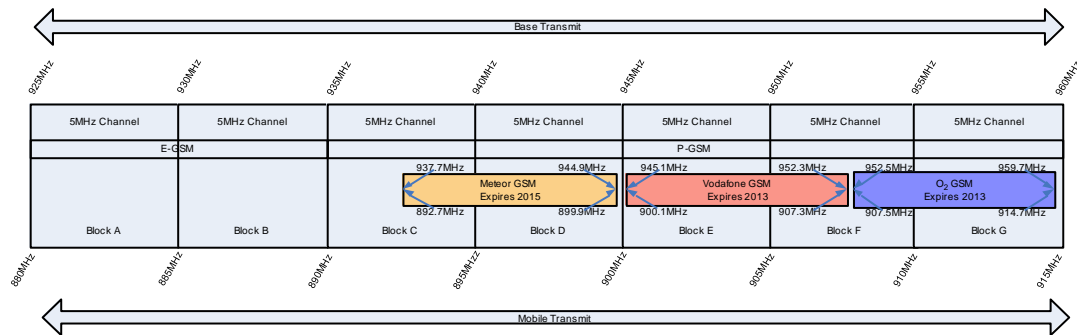 Base Transmit
925MHz
930MHz
935MHz
940MHz
945MHz
950MHz
955MHz
960MHz
5MHz Channel 5MHz Channel 5MHz Channel 5MHz Channel 5MHz Channel 5MHz Channel 5MHz Channel
E-GSM P-GSM
937.7MHz 944.9MHz 945.1MHz 952.3MHz 952.5MHz 959.7MHz
Meteor GSM
Expires 2015
Vodafone GSM
Expires 2013
O₂ GSM
Expires 2013
892.7MHz 899.9MHz 900.1MHz 907.3MHz 907.5MHz 914.7MHz
Block A Block B Block C Block D Block E Block F Block G
880MHz
885MHz
890MHz
895MHzz
900MHz
905MHz
910MHz
915MHz
Mobile Transmit